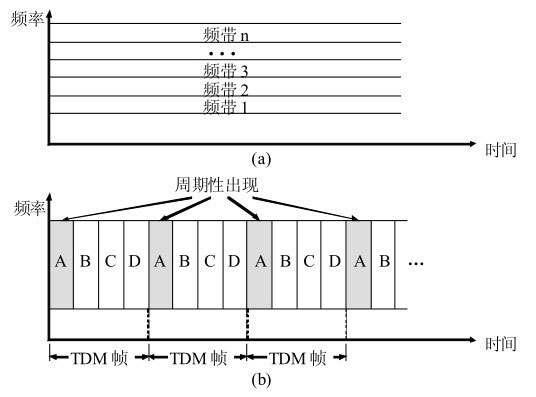 频率
频带 n
···
频带 3
频带 2
频带 1
时间
(a)
周期性出现
频率
A B C D A B C D A B C D A B ···
时间
TDM 帧 TDM 帧 TDM 帧
(b)